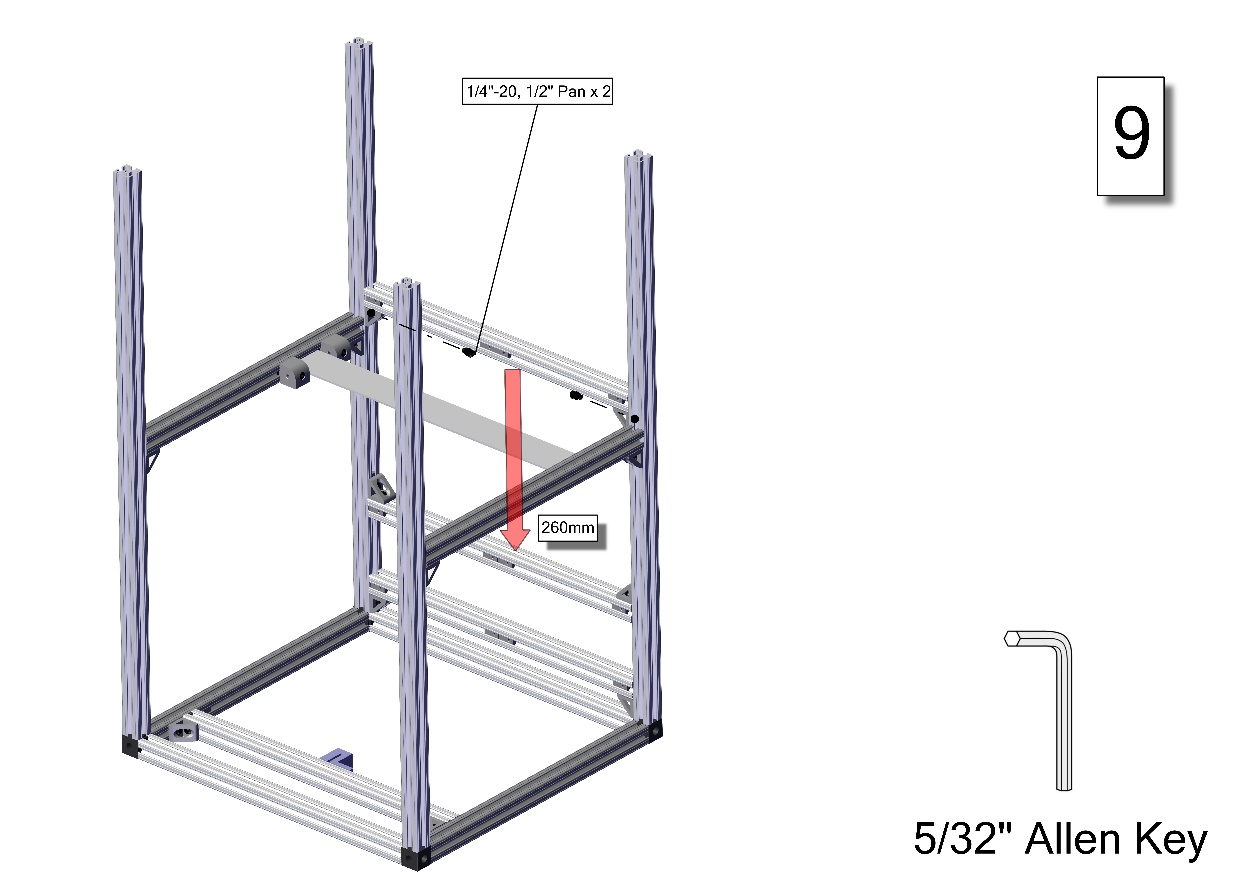 1/4"-20, 1/2" Pan x 2
9
260mm
5/32" Allen Key